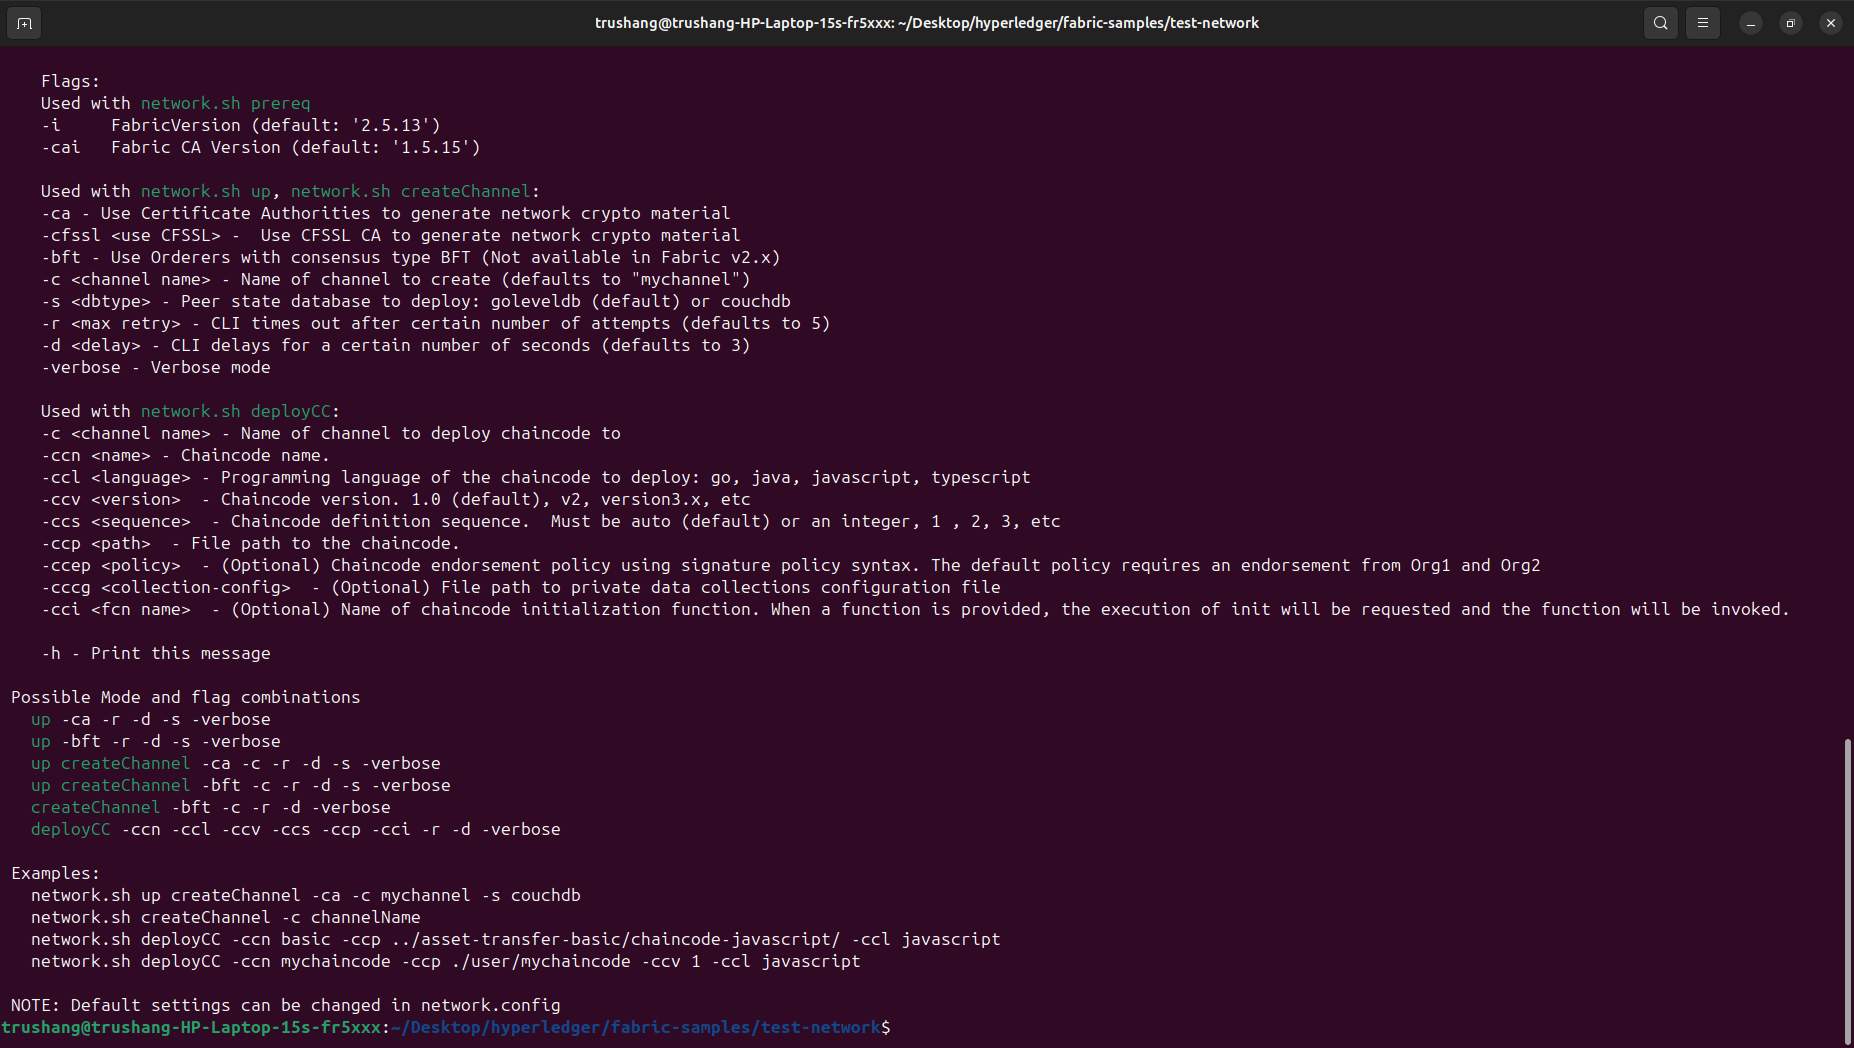 trushang@trushang-HP-Laptop-15s-fr5xxx: ~/Desktop/hyperledger/fabric-samples/test-network
Flags:
Used with network.sh prereq
-i     FabricVersion (default: '2.5.13')
-cai   Fabric CA Version (default: '1.5.15')
Used with network.sh up, network.sh createChannel:
-ca - Use Certificate Authorities to generate network crypto material
-cfssl <use CFSSL> -  Use CFSSL CA to generate network crypto material
-bft - Use Orderers with consensus type BFT (Not available in Fabric v2.x)
-c <channel name> - Name of channel to create (defaults to "mychannel")
-s <dbtype> - Peer state database to deploy: goleveldb (default) or couchdb
-r <max retry> - CLI times out after certain number of attempts (defaults to 5)
-d <delay> - CLI delays for a certain number of seconds (defaults to 3)
-verbose - Verbose mode
Used with network.sh deployCC:
-c <channel name> - Name of channel to deploy chaincode to
-ccn <name> - Chaincode name.
-ccl <language> - Programming language of the chaincode to deploy: go, java, javascript, typescript
-ccv <version>  - Chaincode version. 1.0 (default), v2, version3.x, etc
-ccs <sequence>  - Chaincode definition sequence.  Must be auto (default) or an integer, 1 , 2, 3, etc
-ccp <path>  - File path to the chaincode.
-ccep <policy>  - (Optional) Chaincode endorsement policy using signature policy syntax. The default policy requires an endorsement from Org1 and Org2
-cccg <collection-config>  - (Optional) File path to private data collections configuration file
-cci <fcn name>  - (Optional) Name of chaincode initialization function. When a function is provided, the execution of init will be requested and the function will be invoked.
-h - Print this message
Possible Mode and flag combinations
up -ca -r -d -s -verbose
up -bft -r -d -s -verbose
up createChannel -ca -c -r -d -s -verbose
up createChannel -bft -c -r -d -s -verbose
createChannel -bft -c -r -d -verbose
deployCC -ccn -ccl -ccv -ccs -ccp -cci -r -d -verbose
Examples:
network.sh up createChannel -ca -c mychannel -s couchdb
network.sh createChannel -c channelName
network.sh deployCC -ccn basic -ccp ../asset-transfer-basic/chaincode-javascript/ -ccl javascript
network.sh deployCC -ccn mychaincode -ccp ./user/mychaincode -ccv 1 -ccl javascript
NOTE: Default settings can be changed in network.config
trushang@trushang-HP-Laptop-15s-fr5xxx:~/Desktop/hyperledger/fabric-samples/test-network$